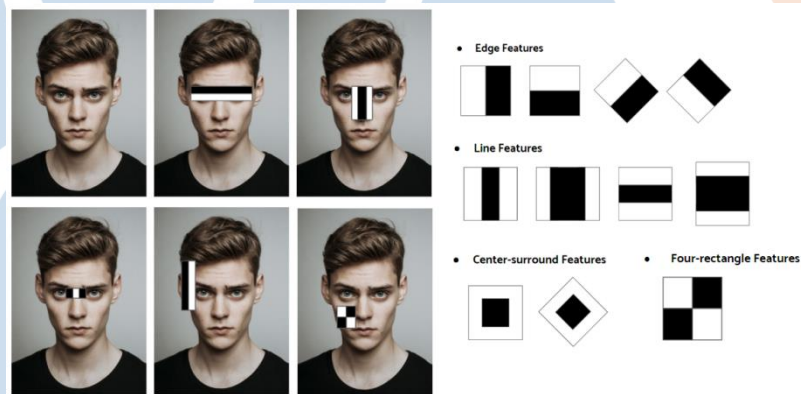 Edge Features
Line Features
Center-surround Features
Four-rectangle Features